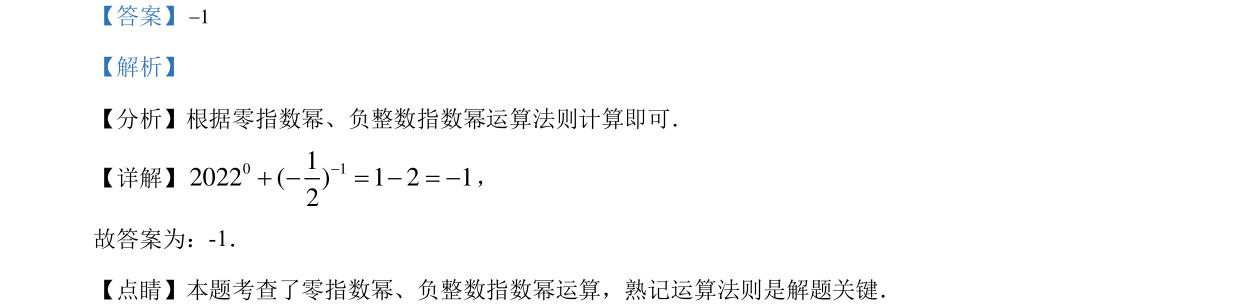 【答案】–1
【解析】
【分析】根据零指数幂、负整数指数幂运算法则计算即可．
【详解】$2022^0+(-\frac{1}{2})^{-1}=1-2=-1$，
故答案为：-1．
【点睛】本题考查了零指数幂、负整数指数幂运算，熟记运算法则是解题关键．